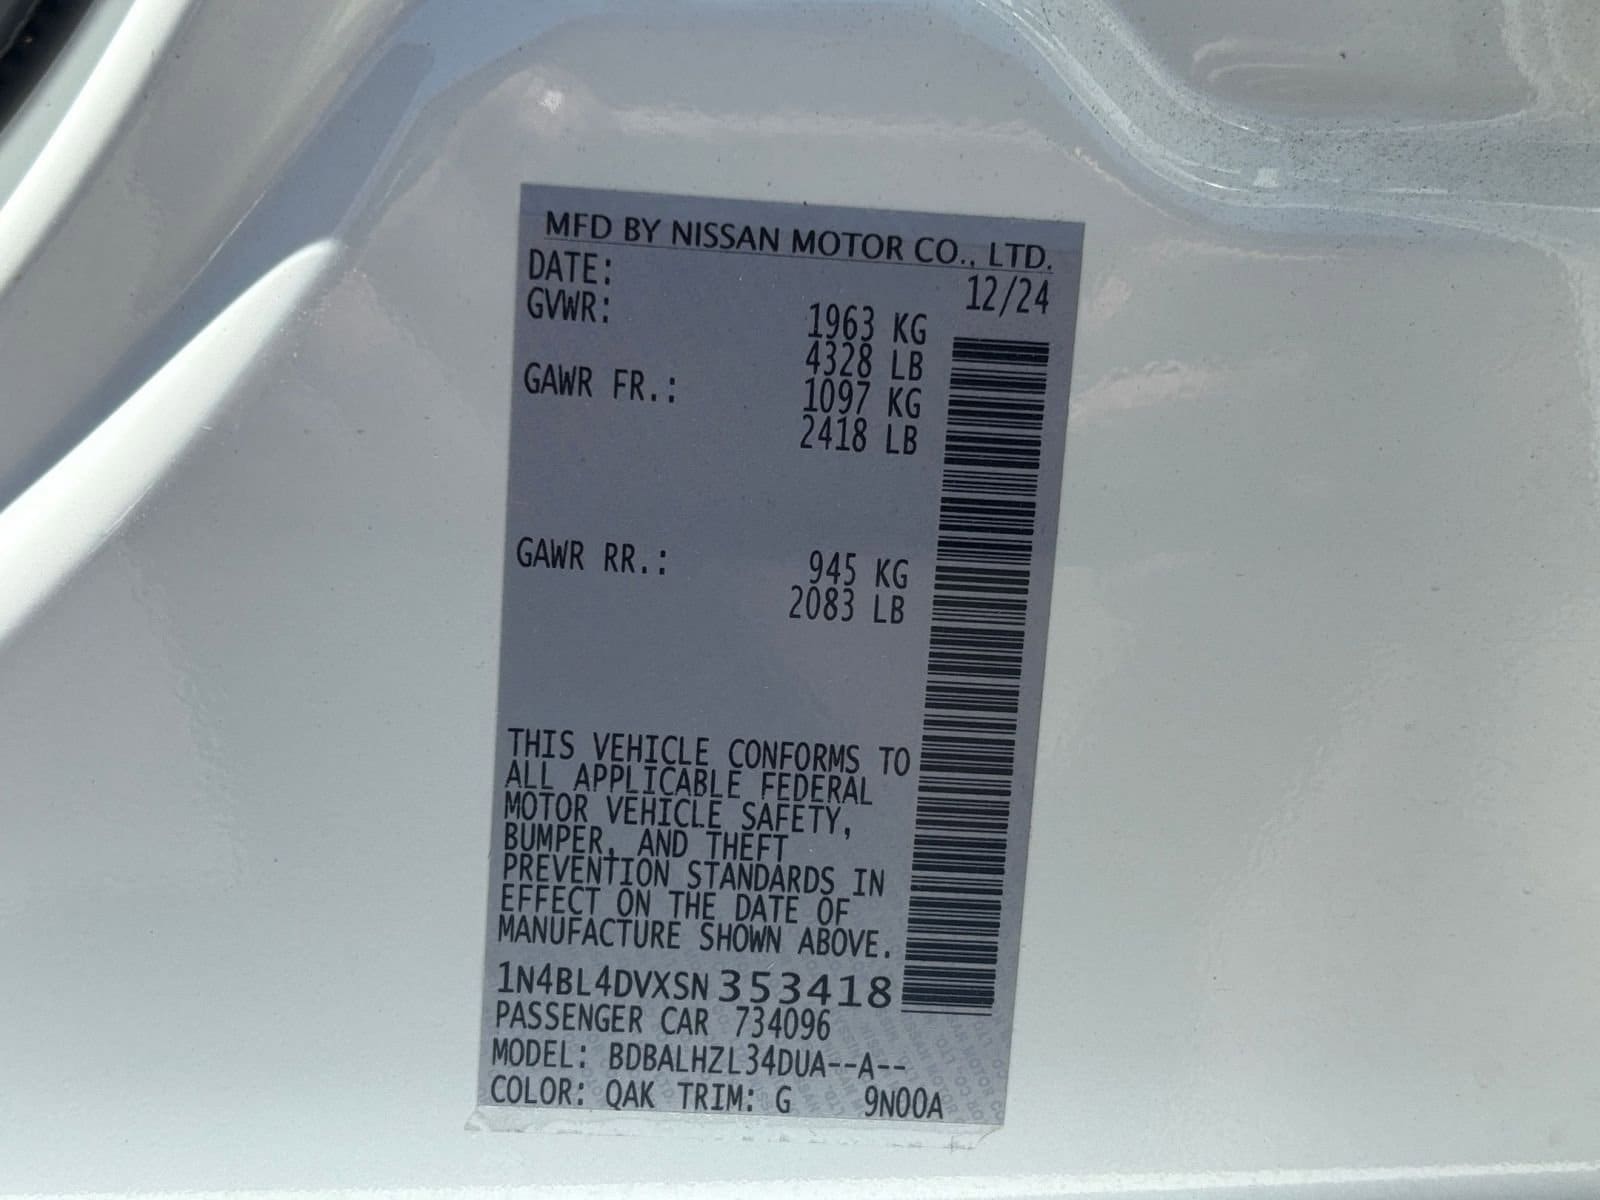 MFD BY NISSAN MOTOR CO., LTD.
DATE: 12/24
GVWR: 1963 KG
4328 LB
GAWR FR.: 1097 KG
2418 LB
GAWR RR.: 945 KG
2083 LB
THIS VEHICLE CONFORMS TO
ALL APPLICABLE FEDERAL
MOTOR VEHICLE SAFETY,
BUMPER, AND THEFT
PREVENTION STANDARDS IN
EFFECT ON THE DATE OF
MANUFACTURE SHOWN ABOVE.
1N4BL4DVXSN353418
PASSENGER CAR 734096
MODEL: BDBALHZL34DUA--A--
COLOR: QAK TRIM: G 9N00A